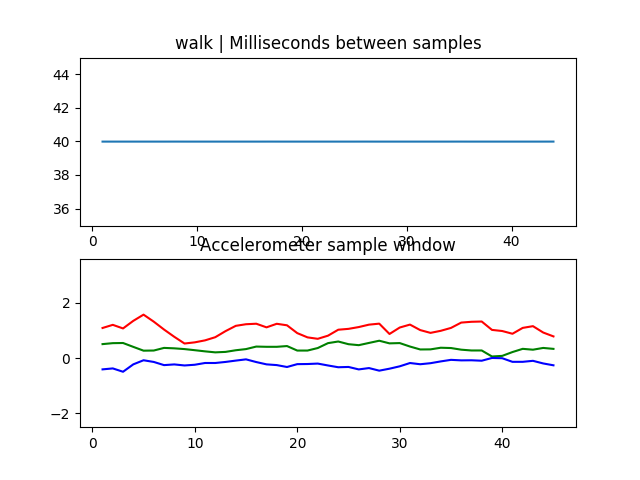 walk | Milliseconds between samples
44
42
40
38
36
0 10 20 30 40
Accelerometer sample window
2
0
−2
0 10 20 30 40